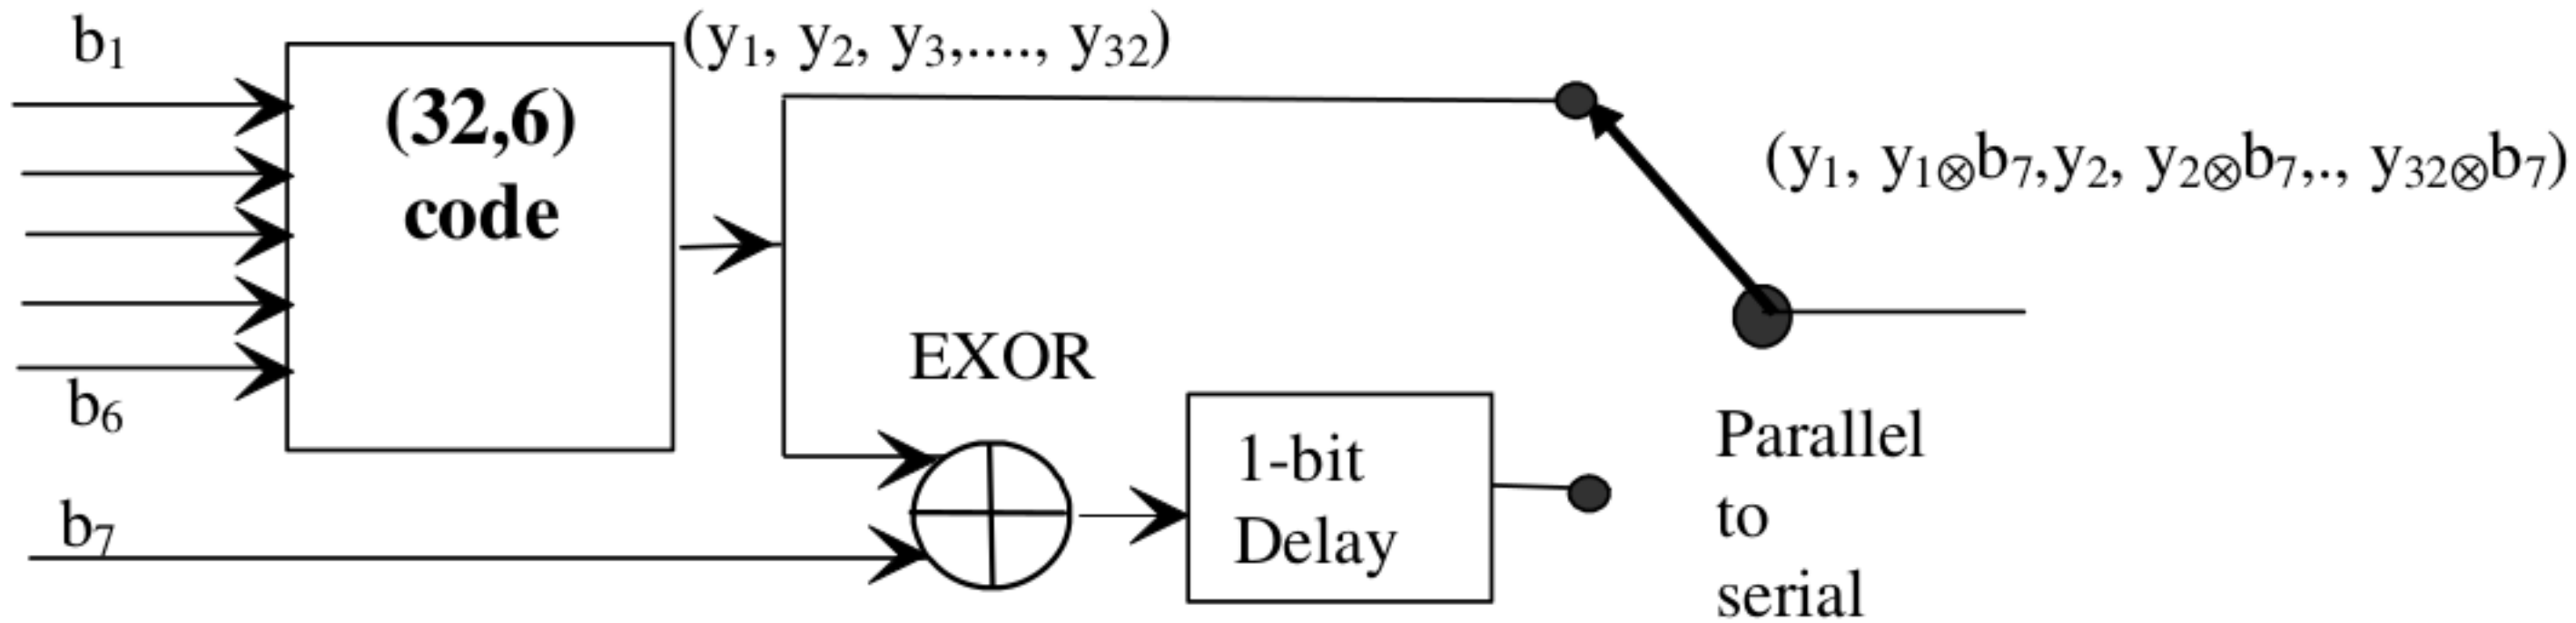 b₁
(32,6)
code
(y₁, y₂, y₃,...., y₃₂)
(y₁, y₁⊗b₇,y₂, y₂⊗b₇,., y₃₂⊗b₇)
b₆
b₇
EXOR
1-bit
Delay
Parallel
to
serial